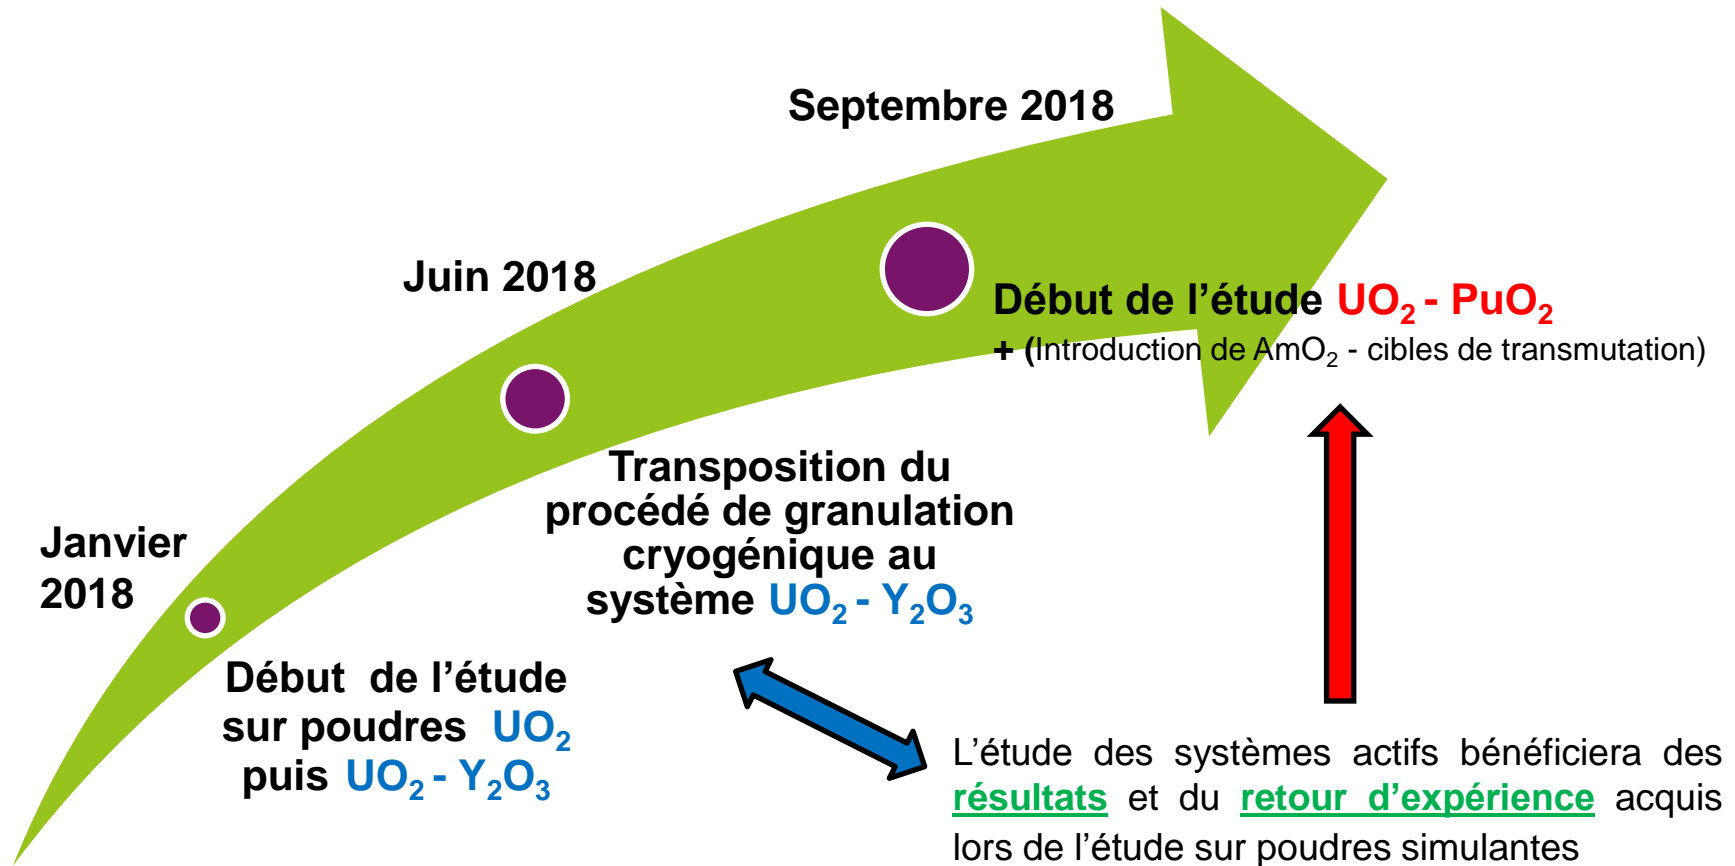 Septembre 2018
Juin 2018
Début de l’étude UO₂ - PuO₂
+ (Introduction de AmO₂ - cibles de transmutation)
Transposition du
procédé de granulation
cryogénique au
système UO₂ - Y₂O₃
Janvier
2018
Début de l’étude
sur poudres UO₂
puis UO₂ - Y₂O₃
L’étude des systèmes actifs bénéficiera des
résultats et du retour d’expérience acquis
lors de l’étude sur poudres simulantes